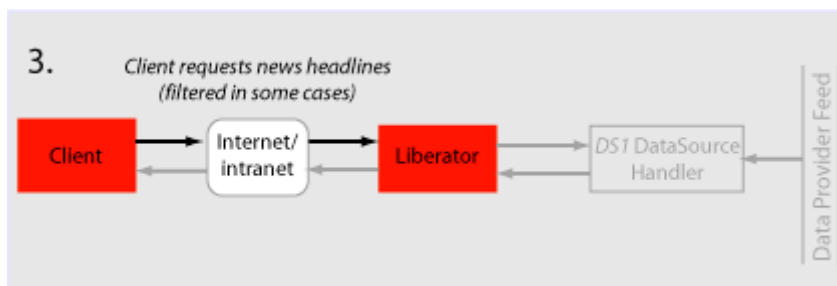 3.
Client requests news headlines
(filtered in some cases)
Client
Internet/
intranet
Liberator
DS1 DataSource
Handler
Data Provider Feed